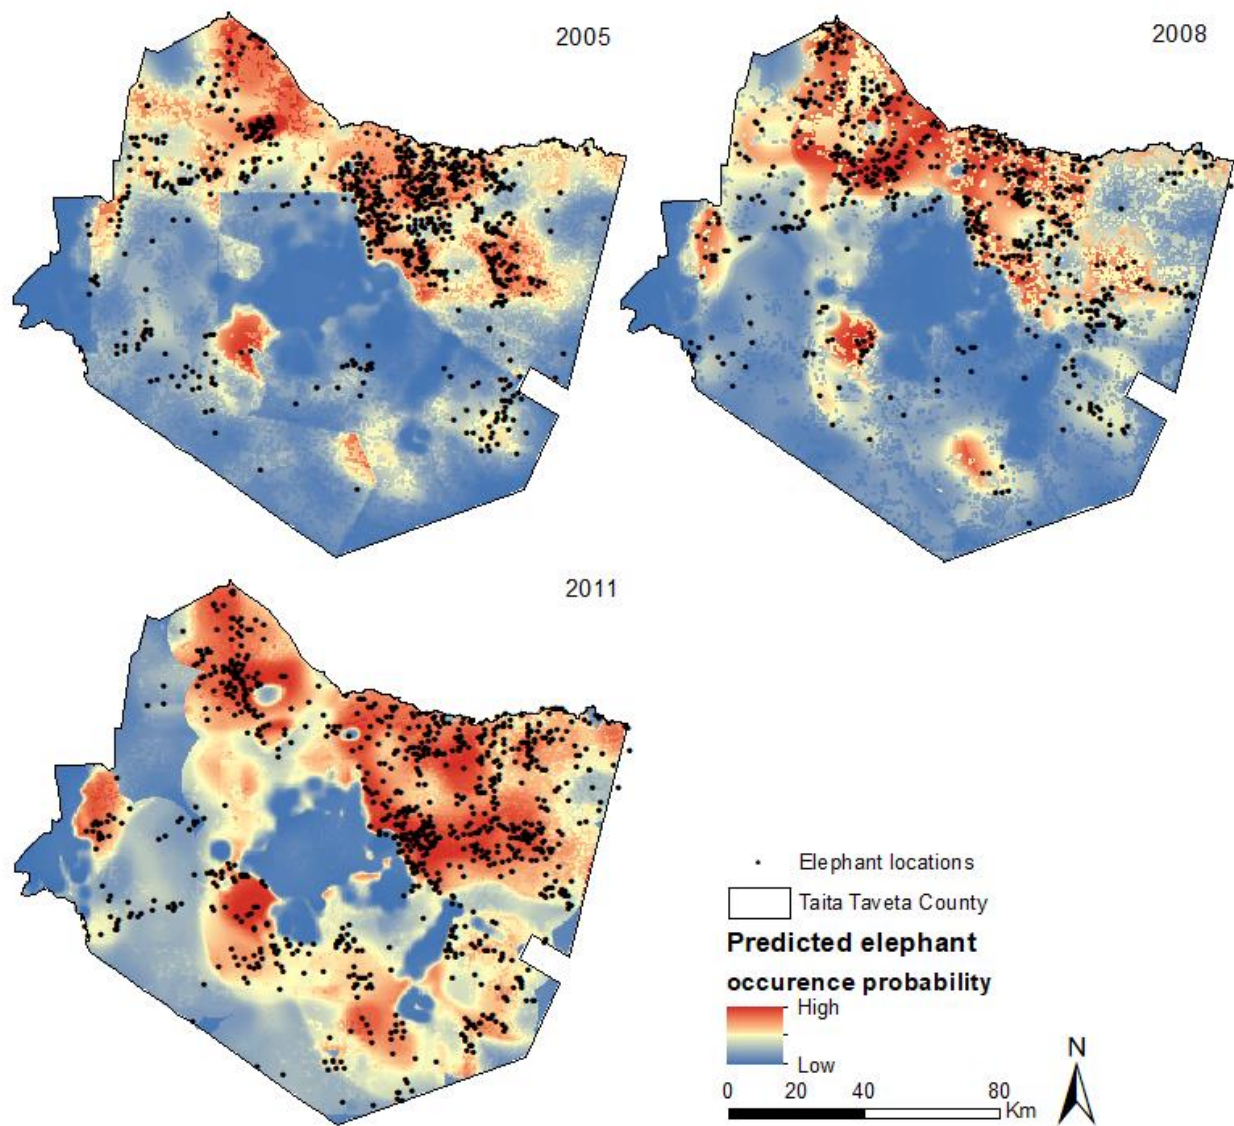 2005
2008
2011
Elephant locations
Taita Taveta County
Predicted elephant
occurence probability
High
Low
0 20 40 80
Km
N